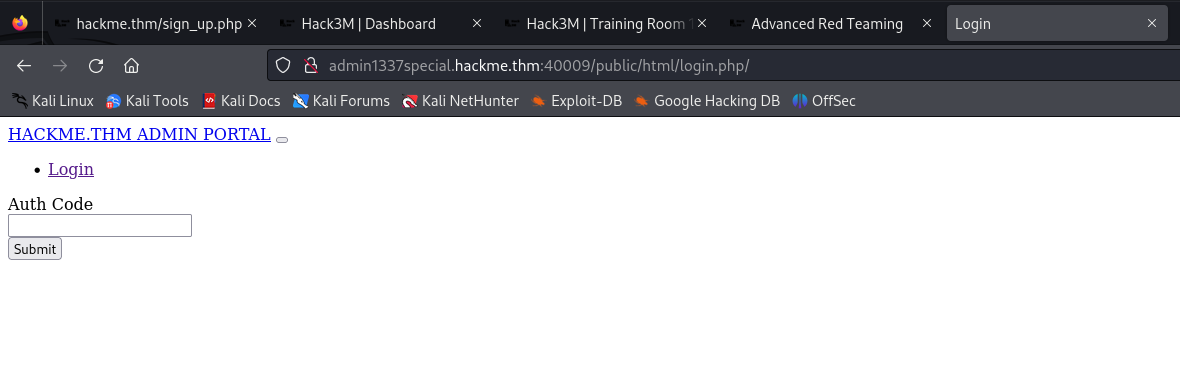 hackme.thm/sign_up.php
Hack3M | Dashboard
Hack3M | Training Room
Advanced Red Teaming
Login
admin1337special.hackme.thm:40009/public/html/login.php/
Kali Linux
Kali Tools
Kali Docs
Kali Forums
Kali NetHunter
Exploit-DB
Google Hacking DB
OffSec
HACKME.THM ADMIN PORTAL
Login
Auth Code
Submit